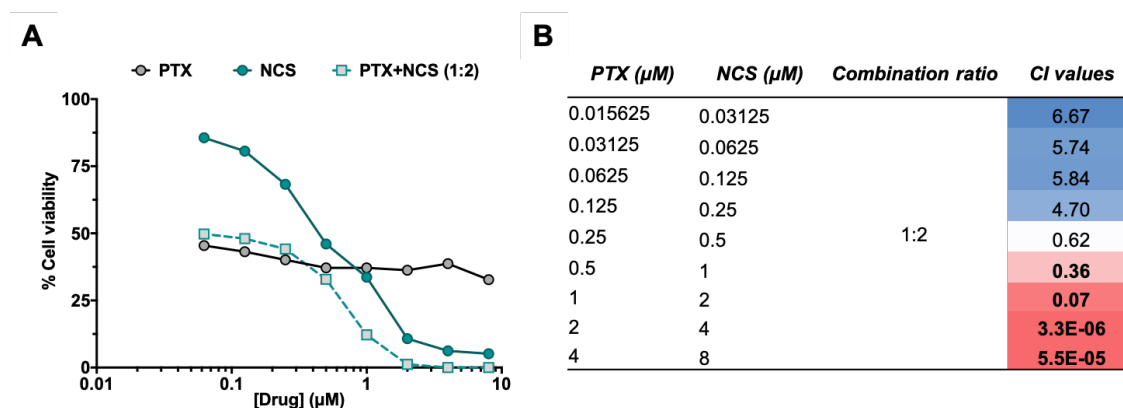 A
PTX NCS PTX+NCS (1:2)
100
75
50
25
0
% Cell viability
0.01 0.1 1 10
[Drug] (µM)
B
PTX (µM) NCS (µM) Combination ratio CI values
0.015625 0.03125 6.67
0.03125 0.0625 5.74
0.0625 0.125 5.84
0.125 0.25 4.70
0.25 0.5 1:2 0.62
0.5 1 0.36
1 2 0.07
2 4 3.3E-06
4 8 5.5E-05